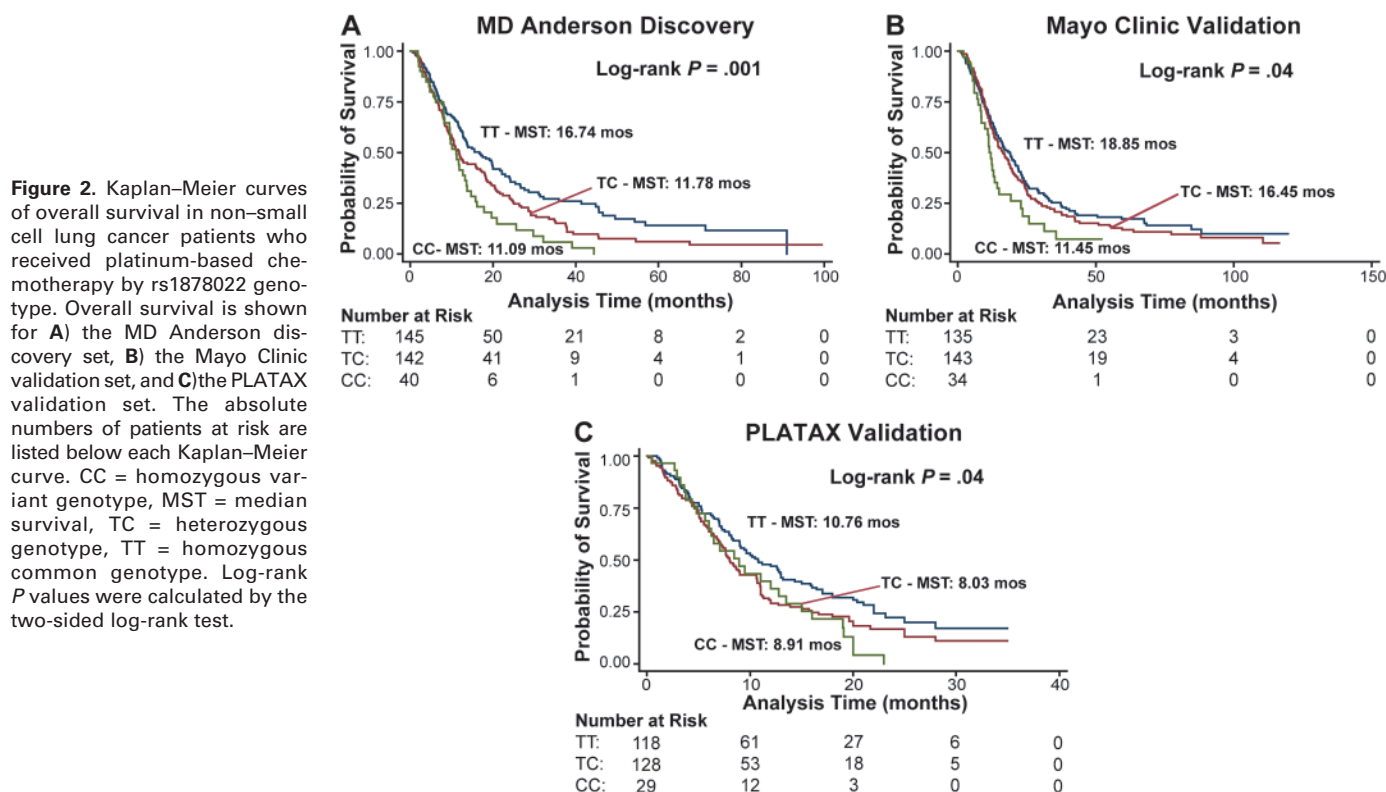 Figure 2. Kaplan–Meier curves
of overall survival in non–small
cell lung cancer patients who
received platinum-based che-
motherapy by rs1878022 geno-
type. Overall survival is shown
for A) the MD Anderson dis-
covery set, B) the Mayo Clinic
validation set, and C)the PLATAX
validation set. The absolute
numbers of patients at risk are
listed below each Kaplan–Meier
curve. CC = homozygous var-
iant genotype, MST = median
survival, TC = heterozygous
genotype, TT = homozygous
common genotype. Log-rank
P values were calculated by the
two-sided log-rank test.
A MD Anderson Discovery
Log-rank P = .001
Probability of Survival
1.00
0.75
0.50
0.25
0.00
TT - MST: 16.74 mos
TC - MST: 11.78 mos
CC- MST: 11.09 mos
0 20 40 60 80 100
Analysis Time (months)
Number at Risk
TT: 145 50 21 8 2 0
TC: 142 41 9 4 1 0
CC: 40 6 1 0 0 0
B Mayo Clinic Validation
Log-rank P = .04
Probability of Survival
1.00
0.75
0.50
0.25
0.00
TT - MST: 18.85 mos
TC - MST: 16.45 mos
CC - MST: 11.45 mos
0 50 100 150
Analysis Time (months)
Number at Risk
TT: 135 23 3 0
TC: 143 19 4 0
CC: 34 1 0 0
C PLATAX Validation
Log-rank P = .04
Probability of Survival
1.00
0.75
0.50
0.25
0.00
TT - MST: 10.76 mos
TC - MST: 8.03 mos
CC - MST: 8.91 mos
0 10 20 30 40
Analysis Time (months)
Number at Risk
TT: 118 61 27 6 0
TC: 128 53 18 5 0
CC: 29 12 3 0 0